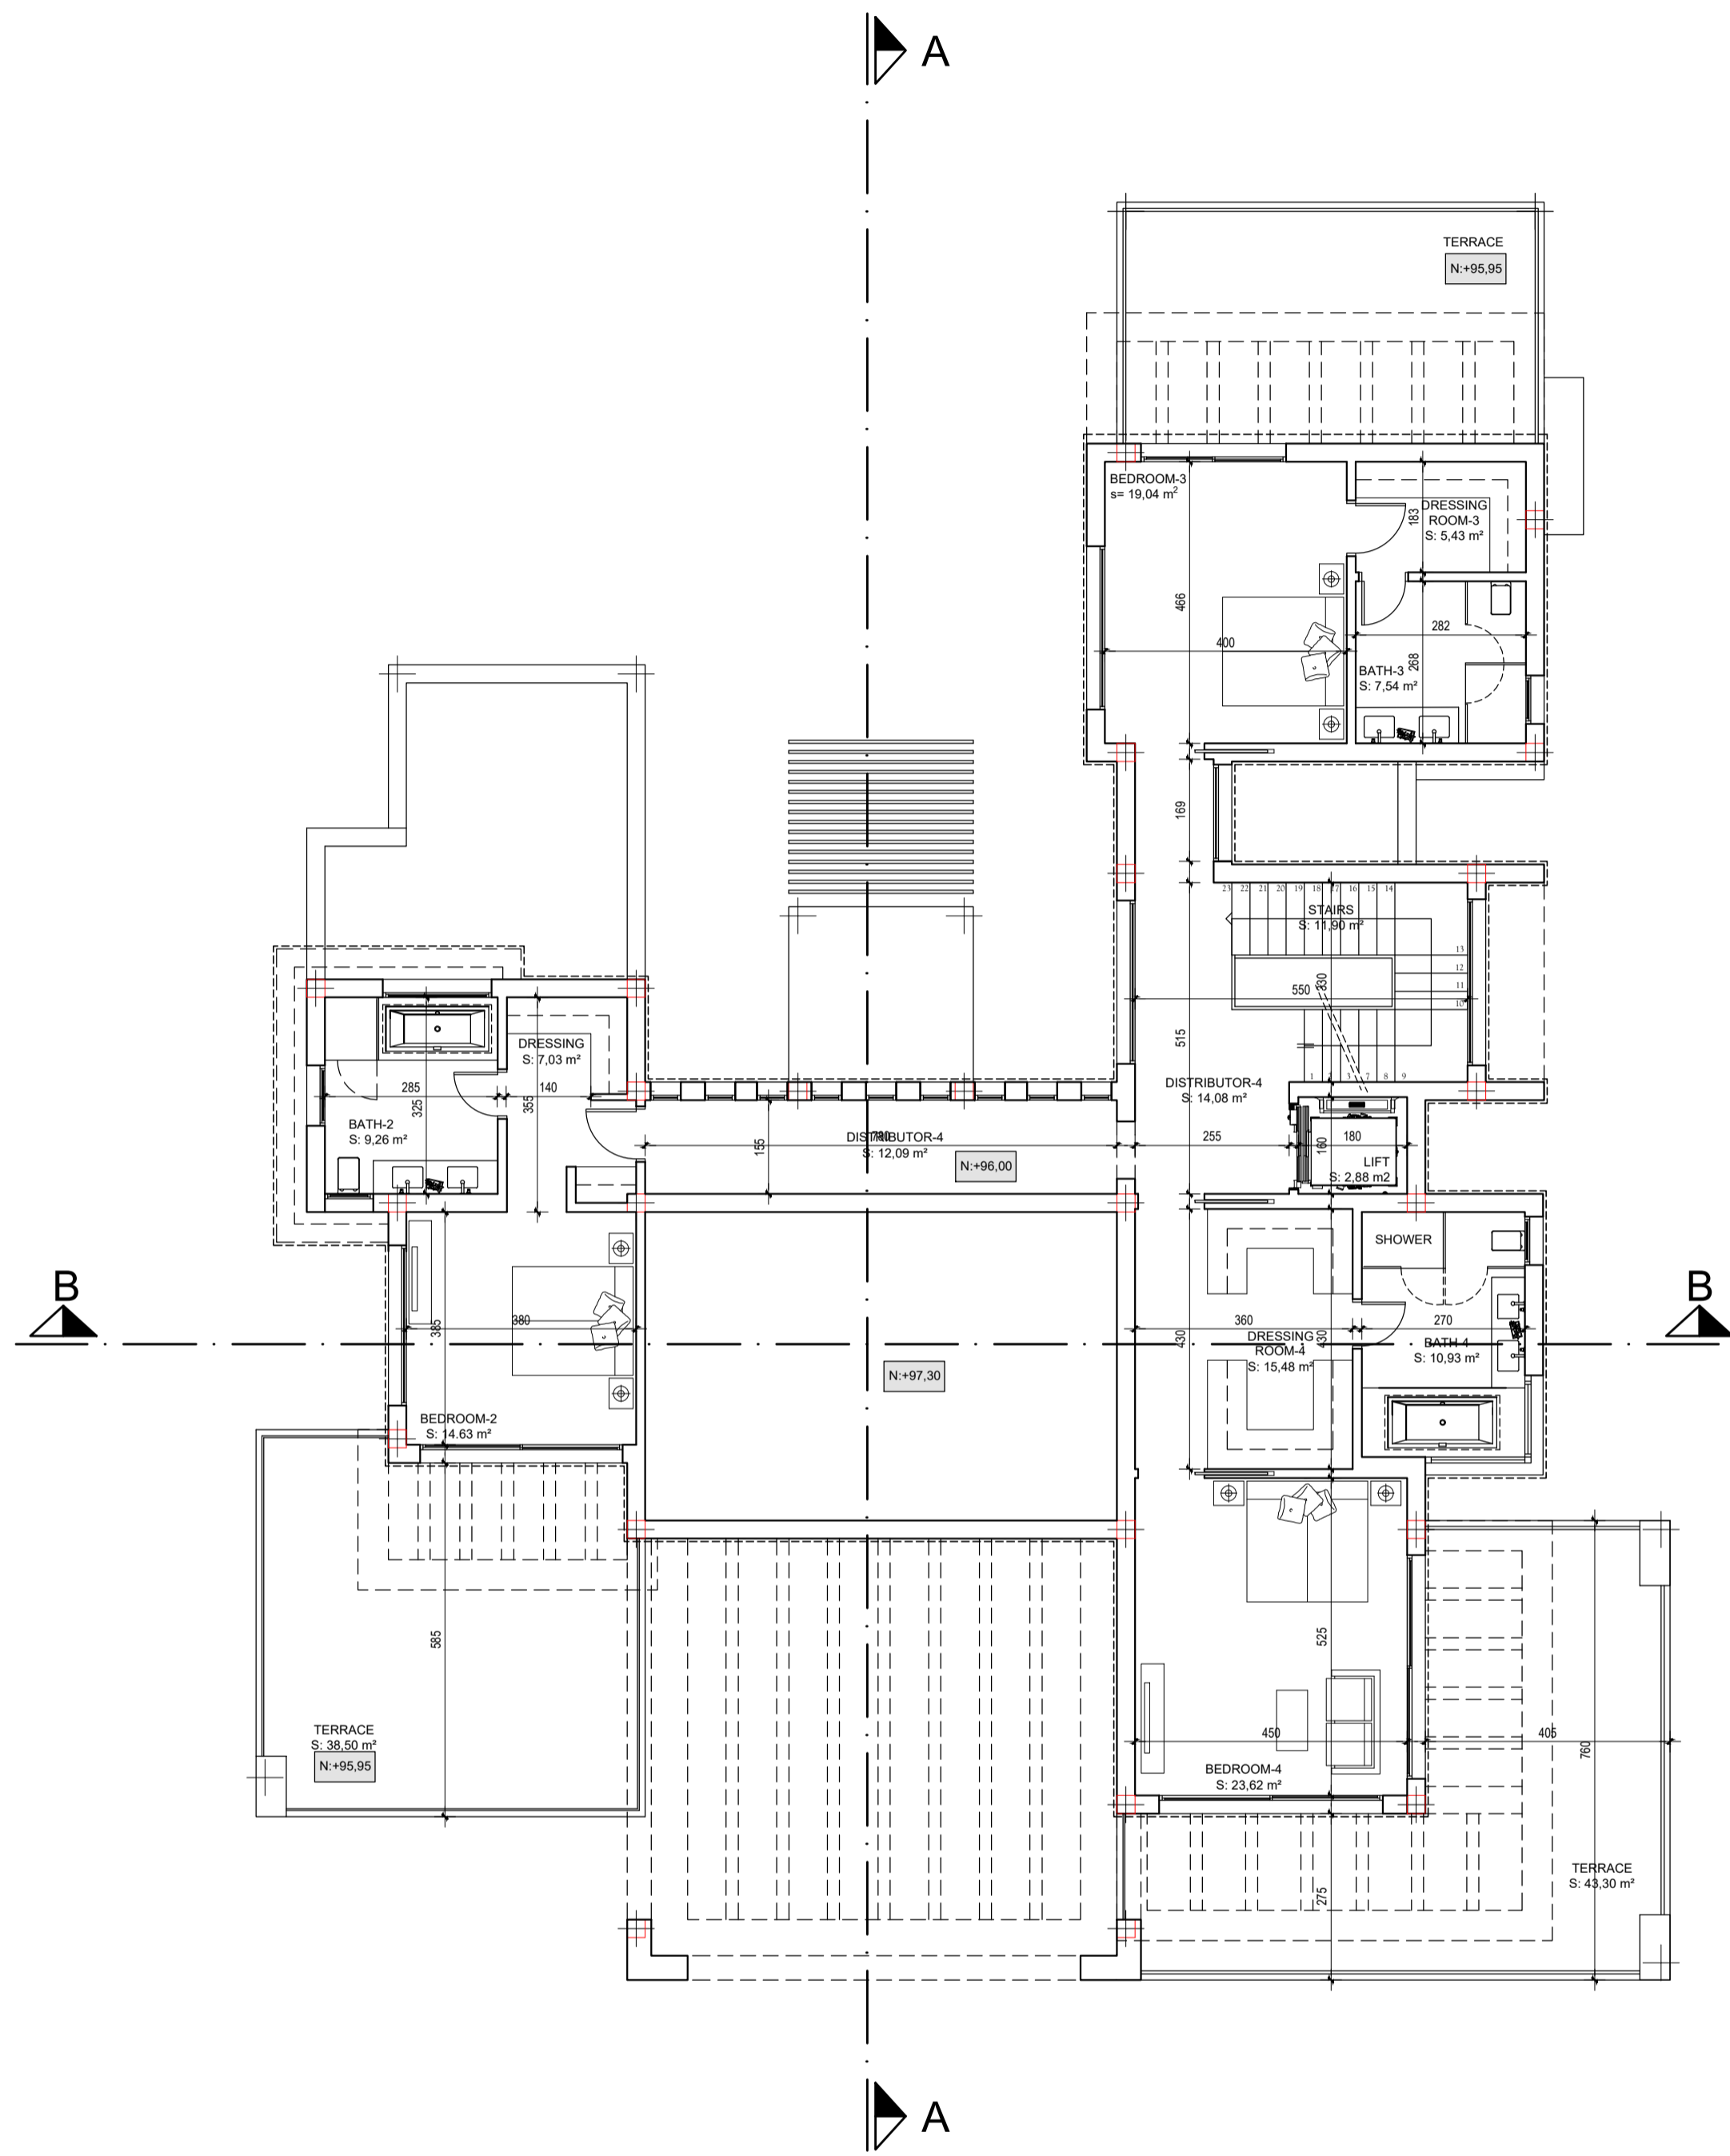 A
TERRACE
N:+95,95
BEDROOM-3
s= 19,04 m²
DRESSING
ROOM-3
S: 5,43 m²
183
466
400
282
268
BATH-3
S: 7,54 m²
169
23 22 21 20 19 18 17 16 15 14
STAIRS
S: 11,90 m²
13
12
11
10
330
550
515
1 2 3 7 8 9
DRESSING
S: 7,03 m²
285
140
325
355
BATH-2
S: 9,26 m²
DISTRIBUTOR-4
S: 14,08 m²
DISTRIBUTOR-4
780
S: 12,09 m²
155
N:+96,00
255
160
180
LIFT
S: 2,88 m2
SHOWER
B
B
385
380
430
360
430
270
DRESSING
ROOM-4
S: 15,48 m²
BATH-4
S: 10,93 m²
N:+97,30
BEDROOM-2
S: 14.63 m²
585
525
TERRACE
S: 38,50 m²
N:+95,95
450
405
760
BEDROOM-4
S: 23,62 m²
275
TERRACE
S: 43,30 m²
A